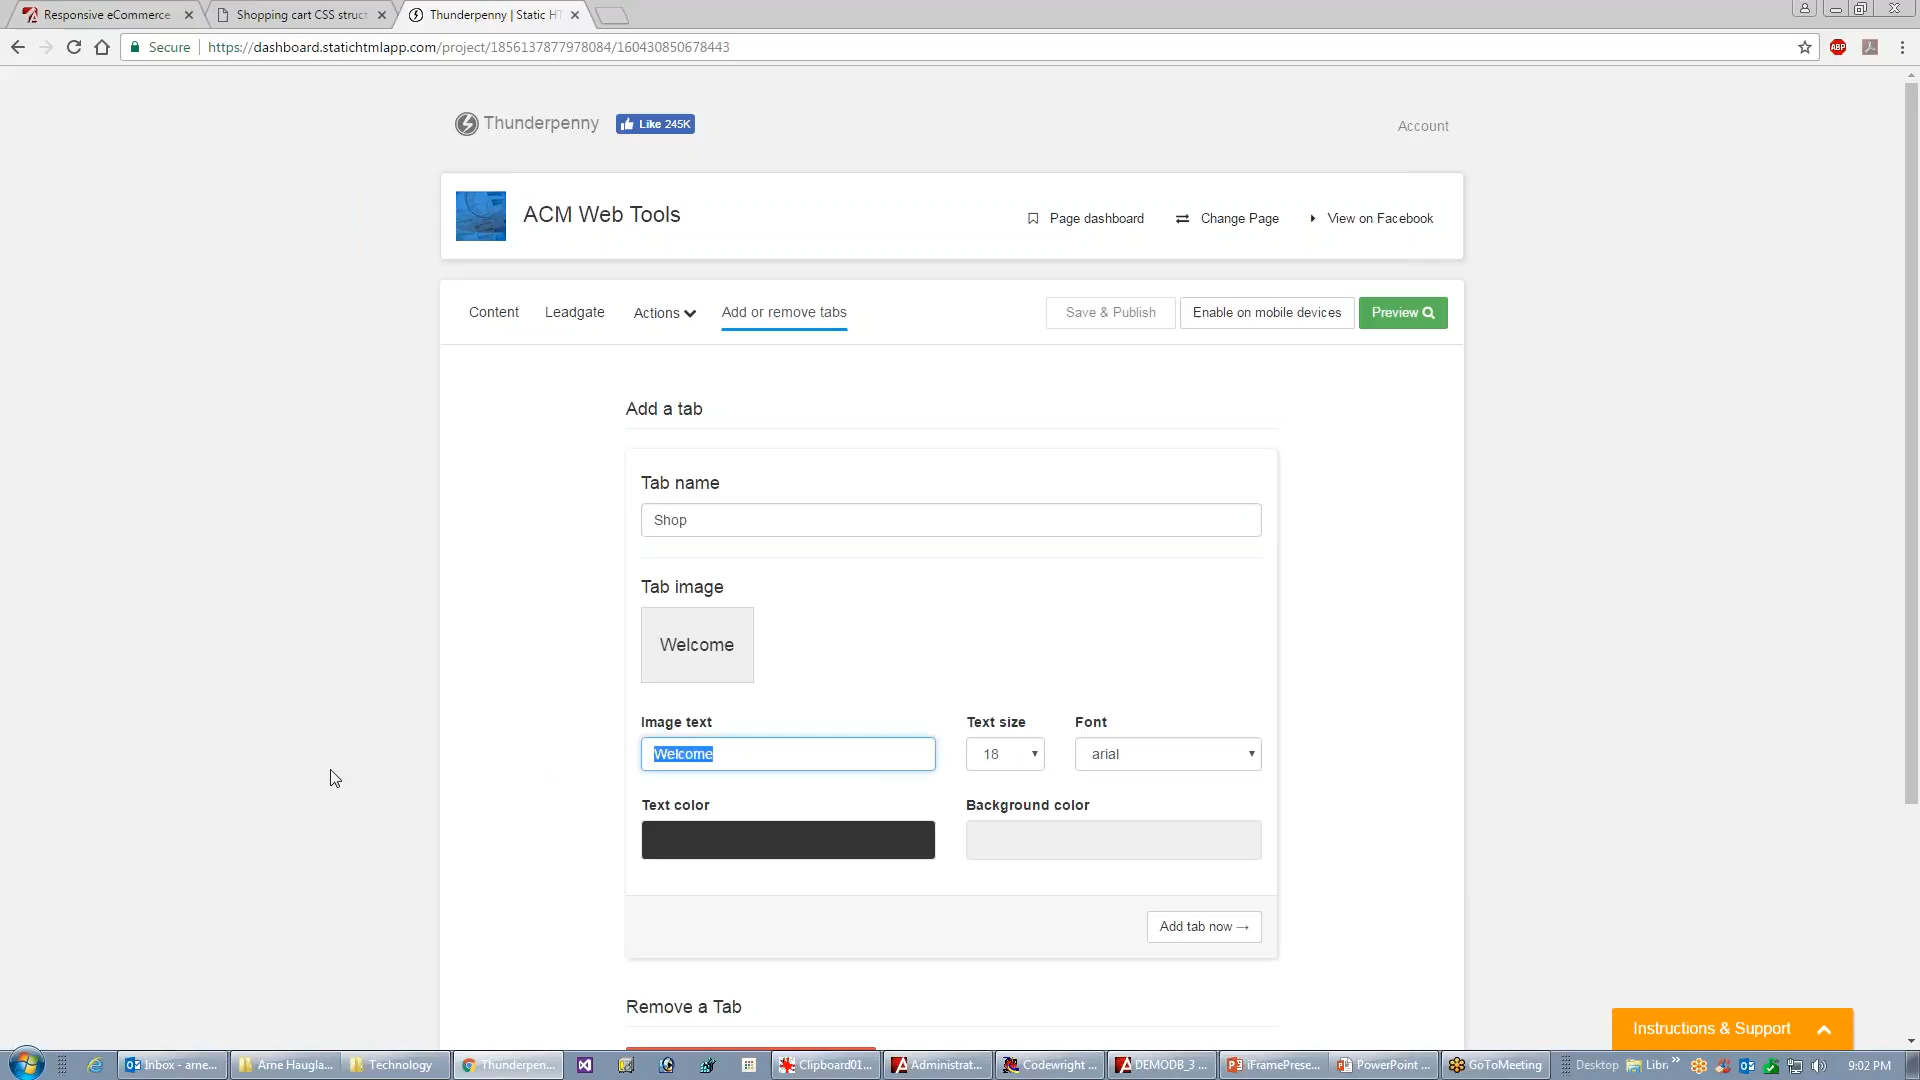 Responsive eCommerce
Shopping cart CSS struct
Thunderpenny | Static HT
Secure
https://dashboard.statichtmlapp.com/project/1856137877978084/160430850678443
ABP
Thunderpenny
Like 245K
Account
ACM Web Tools
Page dashboard
Change Page
View on Facebook
Content
Leadgate
Actions
Add or remove tabs
Save & Publish
Enable on mobile devices
Preview
Add a tab
Tab name
Shop
Tab image
Welcome
Image text
Text size
Font
Welcome
18
arial
Text color
Background color
Add tab now →
Remove a Tab
Instructions & Support
Inbox - arne...
Arne Haugla...
Technology
Thunderpen...
Clipboard01...
Administrat...
Codewright ...
DEMODB_3 ...
iFramePrese...
PowerPoint ...
GoToMeeting
Desktop
Libra
9:02 PM